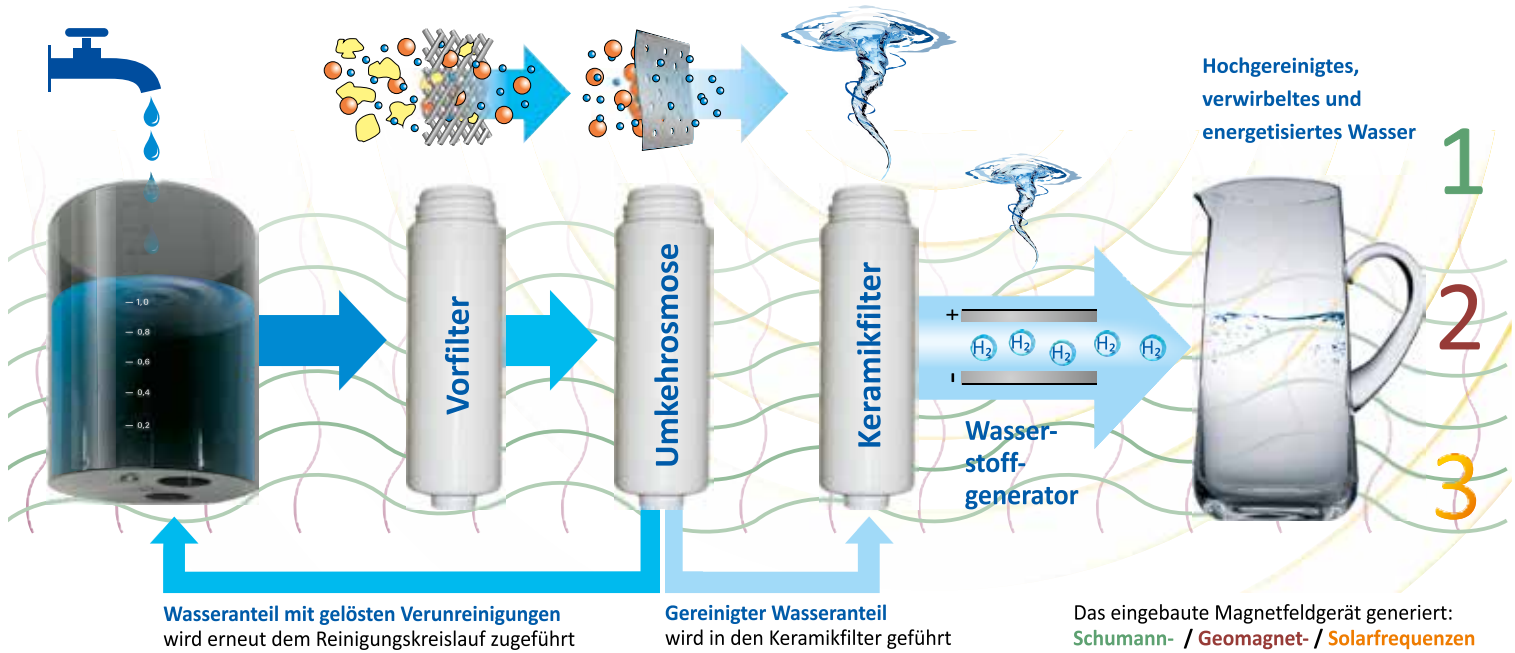 Hochgereinigtes,
verwirbeltes und
energetisiertes Wasser
1
2
3
1,0
0,8
0,6
0,4
0,2
Vorfilter
Umkehrosmose
Keramikfilter
+
-
H₂
H₂
H₂
H₂
H₂
Wasser-
stoff-
generator
Wasseranteil mit gelösten Verunreinigungen
wird erneut dem Reinigungskreislauf zugeführt
Gereinigter Wasseranteil
wird in den Keramikfilter geführt
Das eingebaute Magnetfeldgerät generiert:
Schumann- / Geomagnet- / Solarfrequenzen